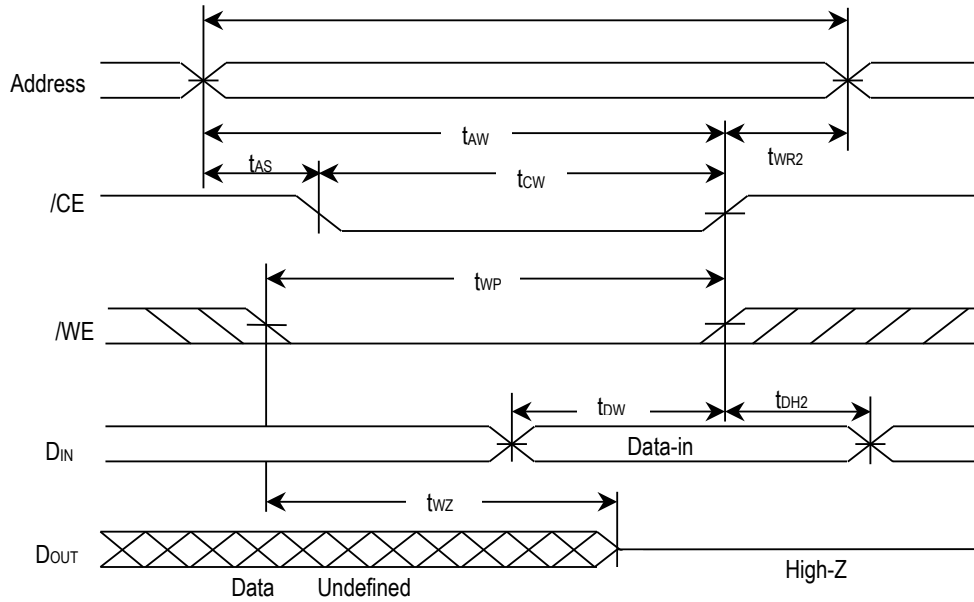 Address
tAW
tWR2
tAS
tCW
/CE
tWP
/WE
tDW
tDH2
DIN
Data-in
tWZ
DOUT
High-Z
Data Undefined